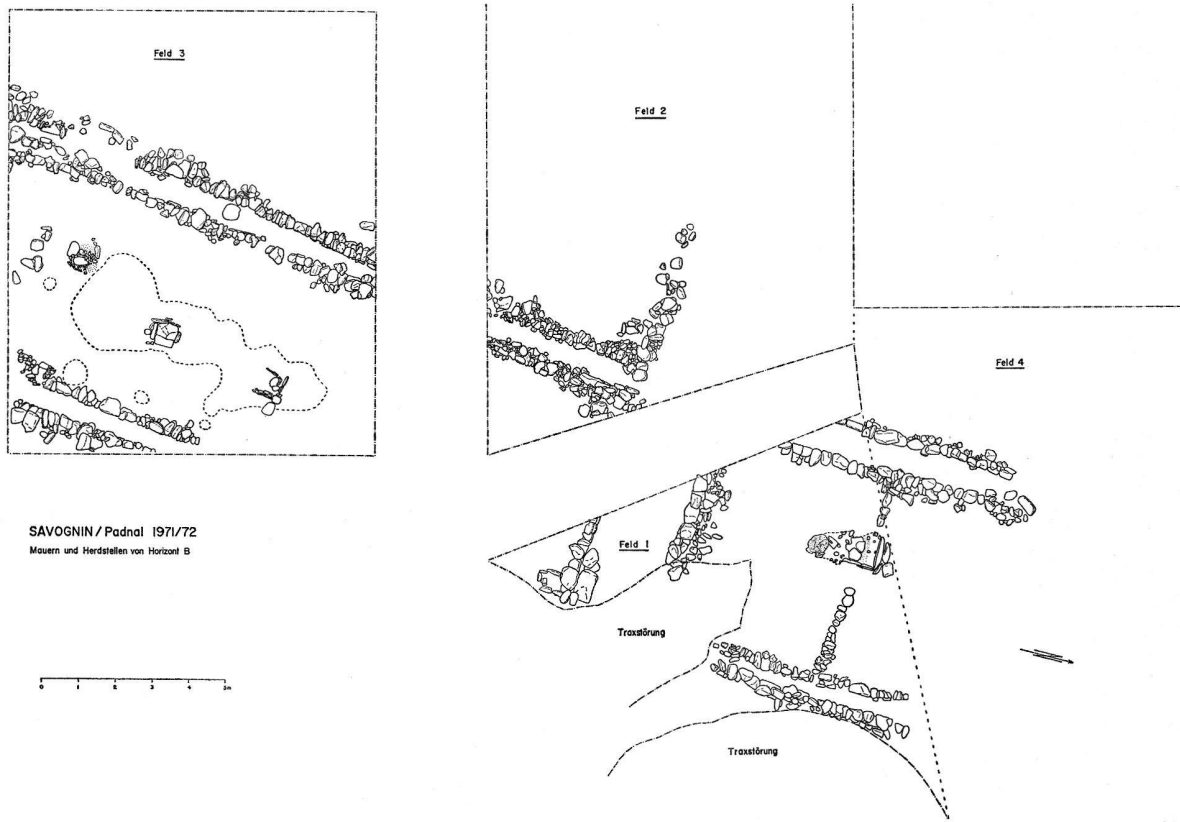 Feld 3
Feld 2
Feld 4
SAVOGNIN / Padnal 1971/72
Mauern und Herdstellen von Horizont B
Feld 1
Traxstörung
0 1 2 3 4 5m
Traxstörung